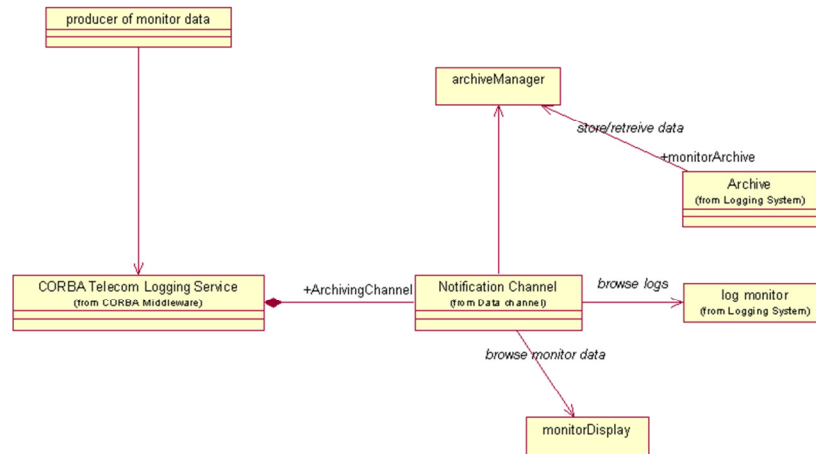 producer of monitor data
archiveManager
store/retreive data
+monitorArchive
Archive
(from Logging System)
CORBA Telecom Logging Service
(from CORBA Middleware)
+ArchivingChannel
Notification Channel
(from Data channel)
browse logs
log monitor
(from Logging System)
browse monitor data
monitorDisplay